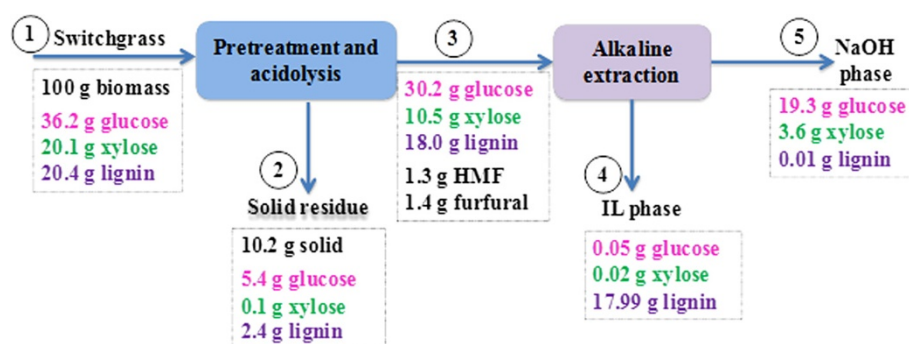 1
Switchgrass
100 g biomass
36.2 g glucose
20.1 g xylose
20.4 g lignin
Pretreatment and
acidolysis
2
Solid residue
10.2 g solid
5.4 g glucose
0.1 g xylose
2.4 g lignin
3
30.2 g glucose
10.5 g xylose
18.0 g lignin
1.3 g HMF
1.4 g furfural
Alkaline
extraction
4
IL phase
0.05 g glucose
0.02 g xylose
17.99 g lignin
5
NaOH
phase
19.3 g glucose
3.6 g xylose
0.01 g lignin